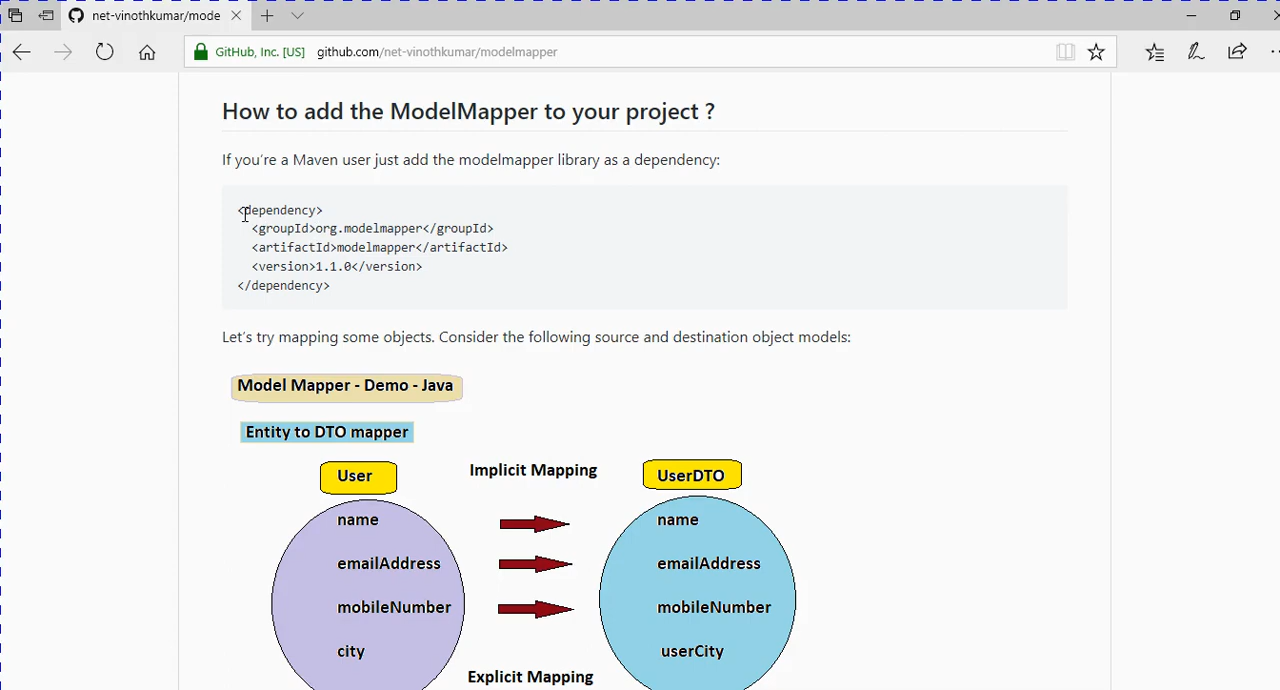 net-vinothkumar/mode
GitHub, Inc. [US] github.com/net-vinothkumar/modelmapper
How to add the ModelMapper to your project ?
If you're a Maven user just add the modelmapper library as a dependency:
<dependency>
<groupId>org.modelmapper</groupId>
<artifactId>modelmapper</artifactId>
<version>1.1.0</version>
</dependency>
Let's try mapping some objects. Consider the following source and destination object models:
Model Mapper - Demo - Java
Entity to DTO mapper
User Implicit Mapping UserDTO
name name
emailAddress emailAddress
mobileNumber mobileNumber
city userCity
Explicit Mapping